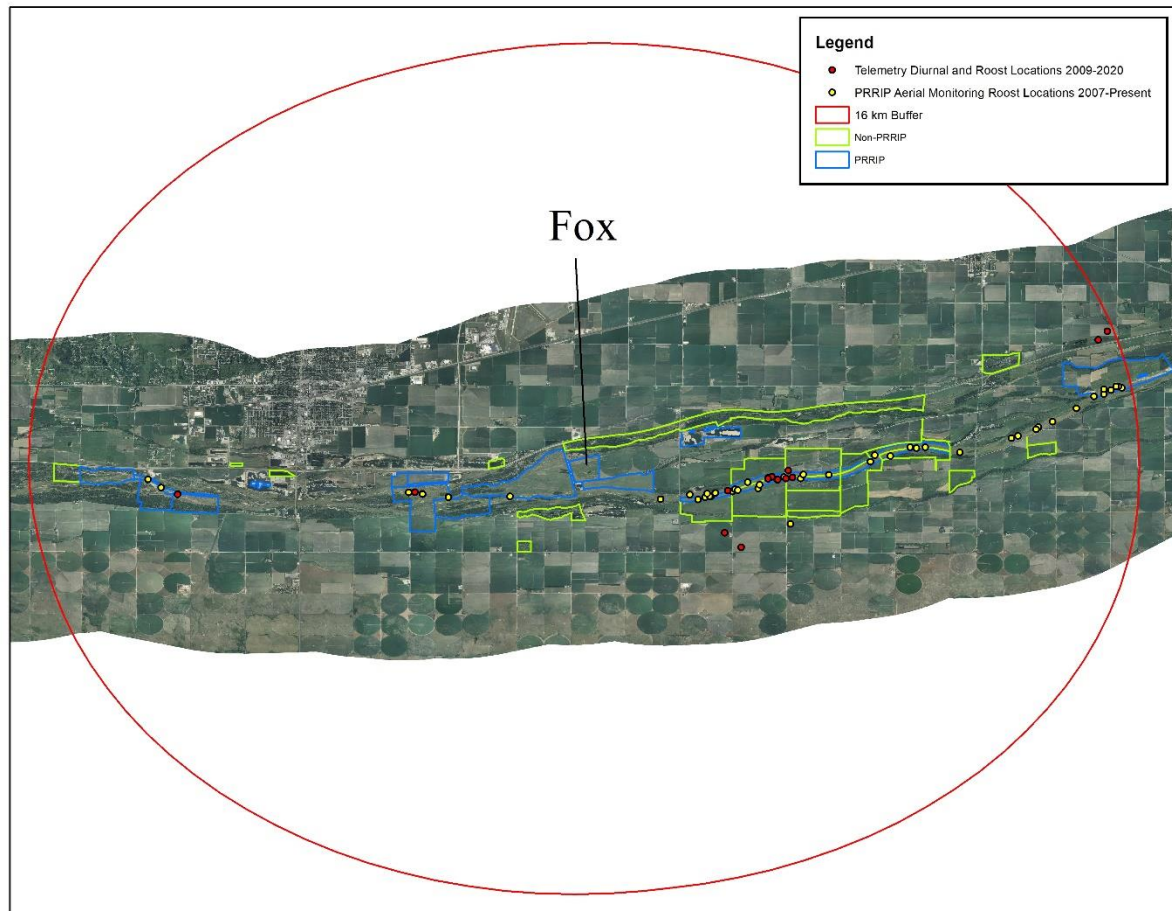 Legend
Telemetry Diurnal and Roost Locations 2009-2020
PRRIP Aerial Monitoring Roost Locations 2007-Present
16 km Buffer
Non-PRRIP
PRRIP
Fox